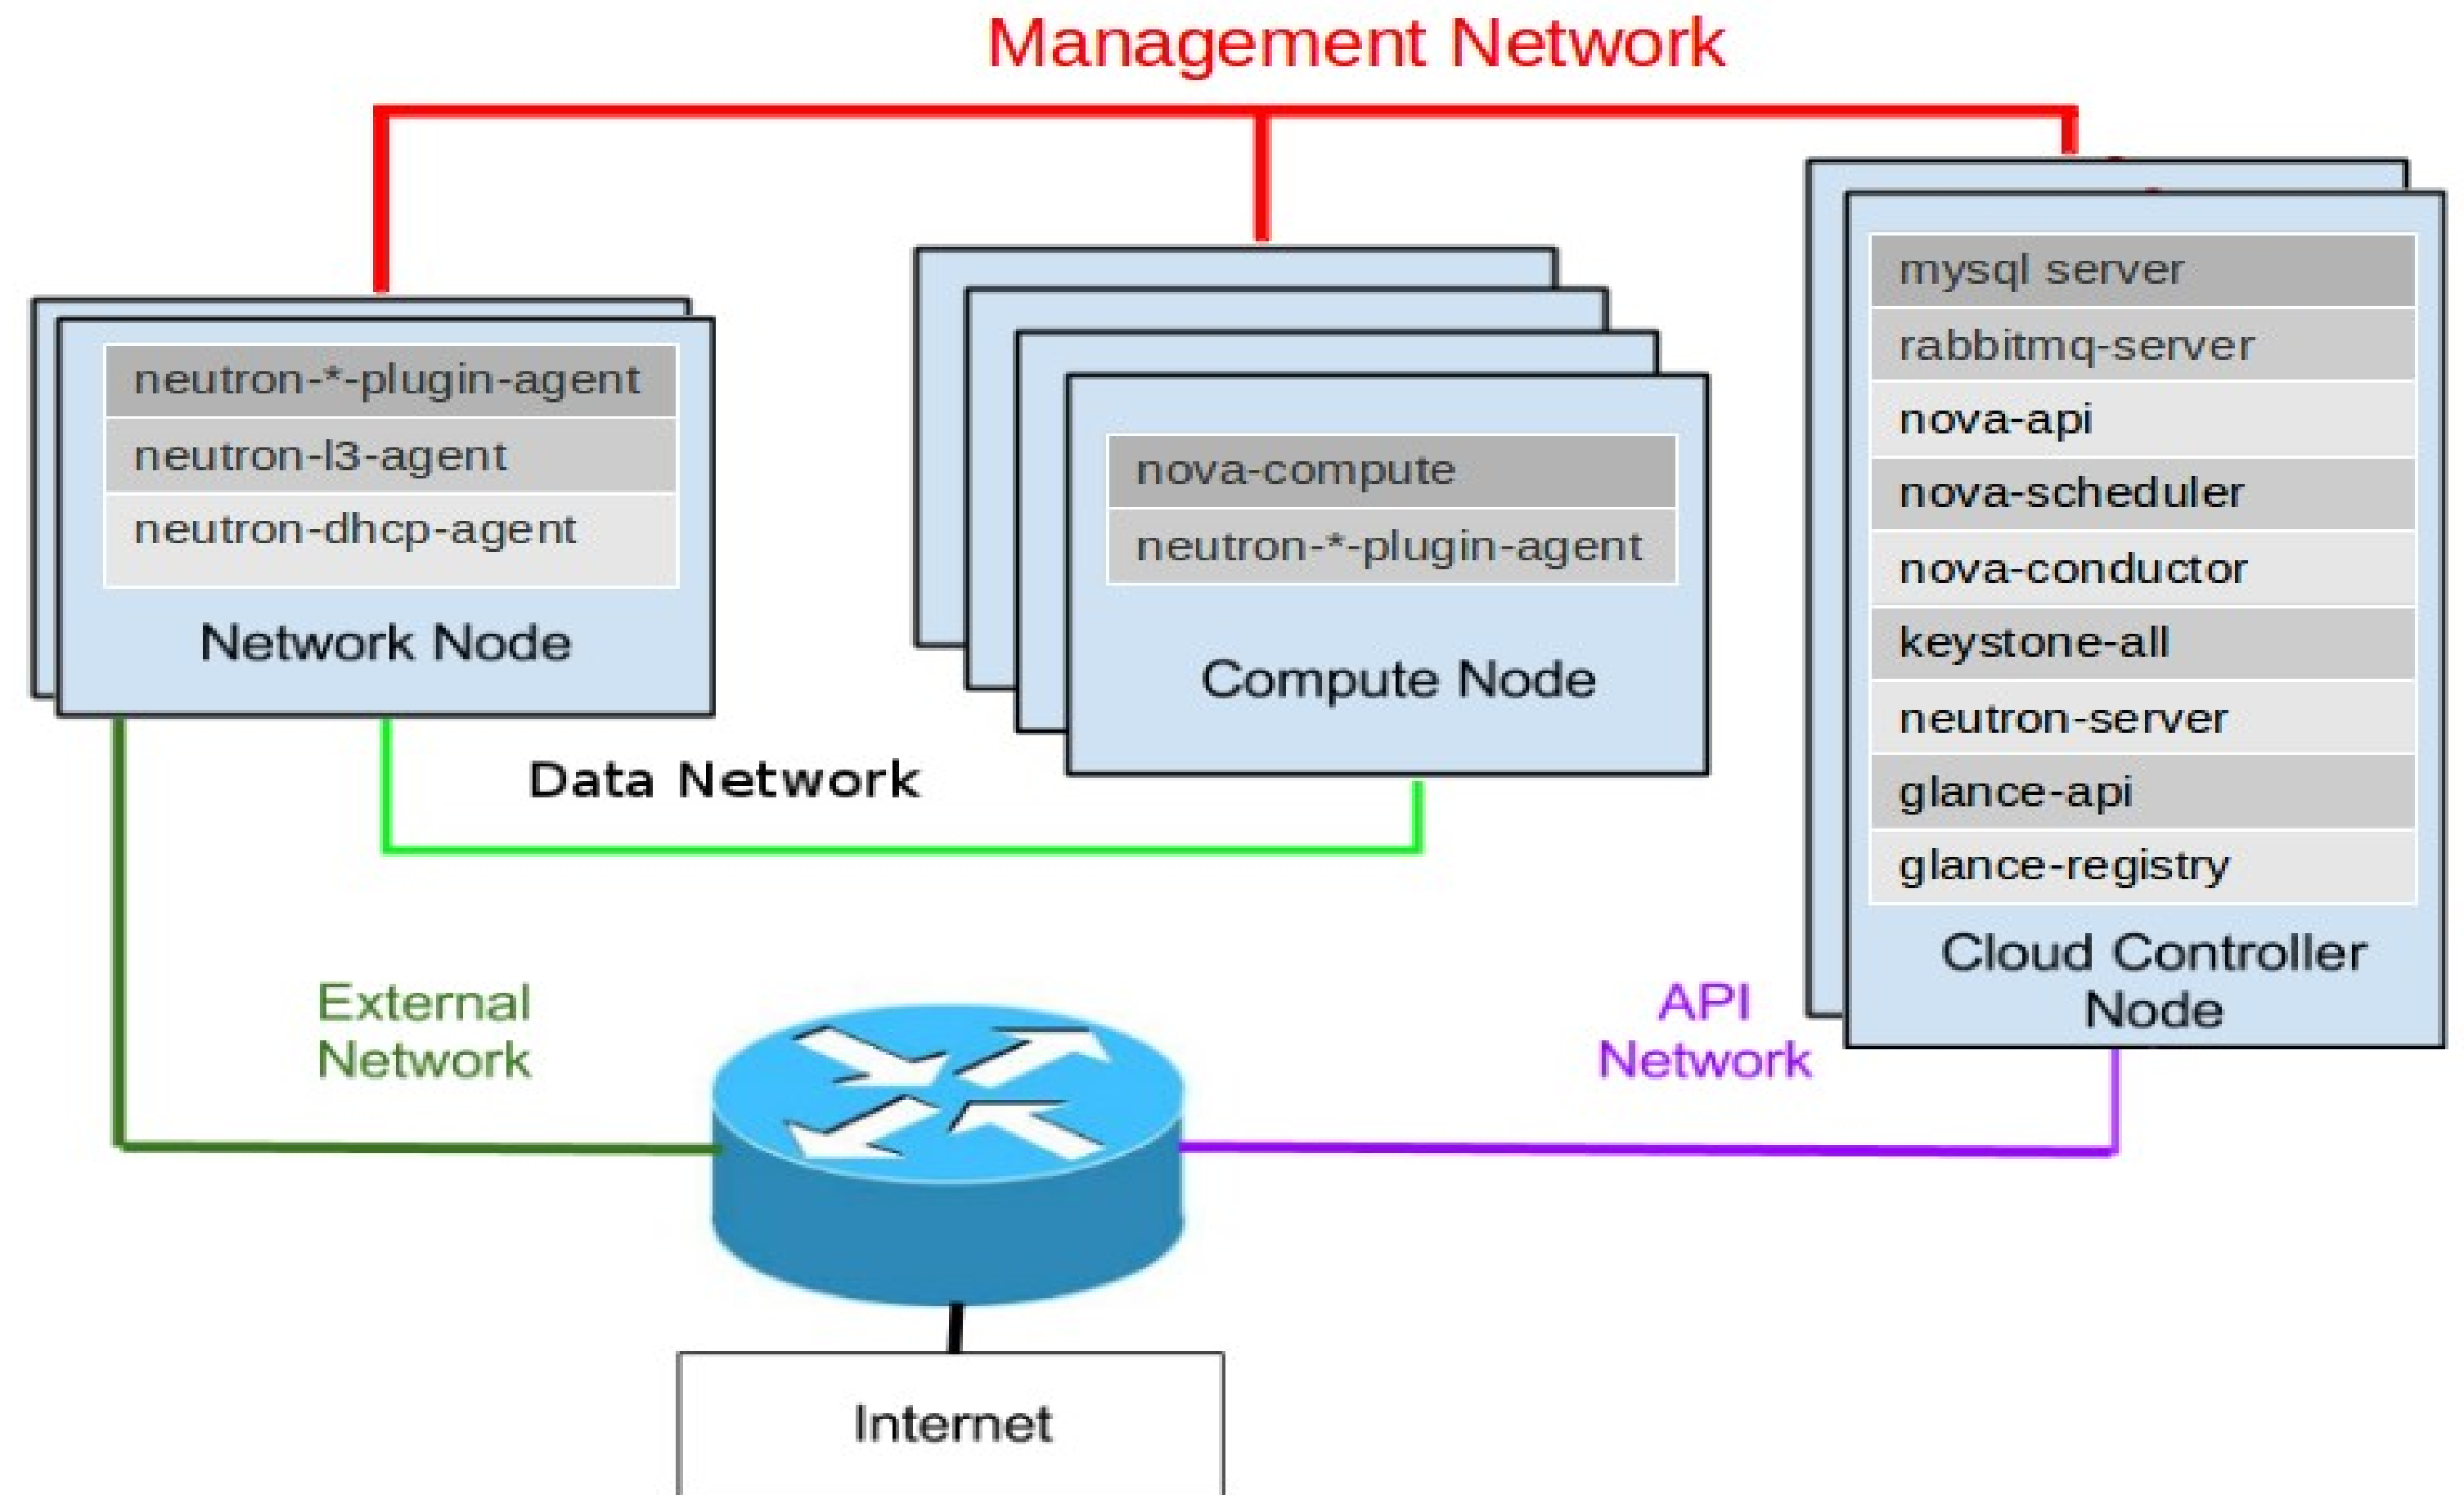 Management Network
neutron-*-plugin-agent
neutron-l3-agent
neutron-dhcp-agent
Network Node
nova-compute
neutron-*-plugin-agent
Compute Node
mysql server
rabbitmq-server
nova-api
nova-scheduler
nova-conductor
keystone-all
neutron-server
glance-api
glance-registry
Cloud Controller
Node
Data Network
External
Network
API
Network
Internet